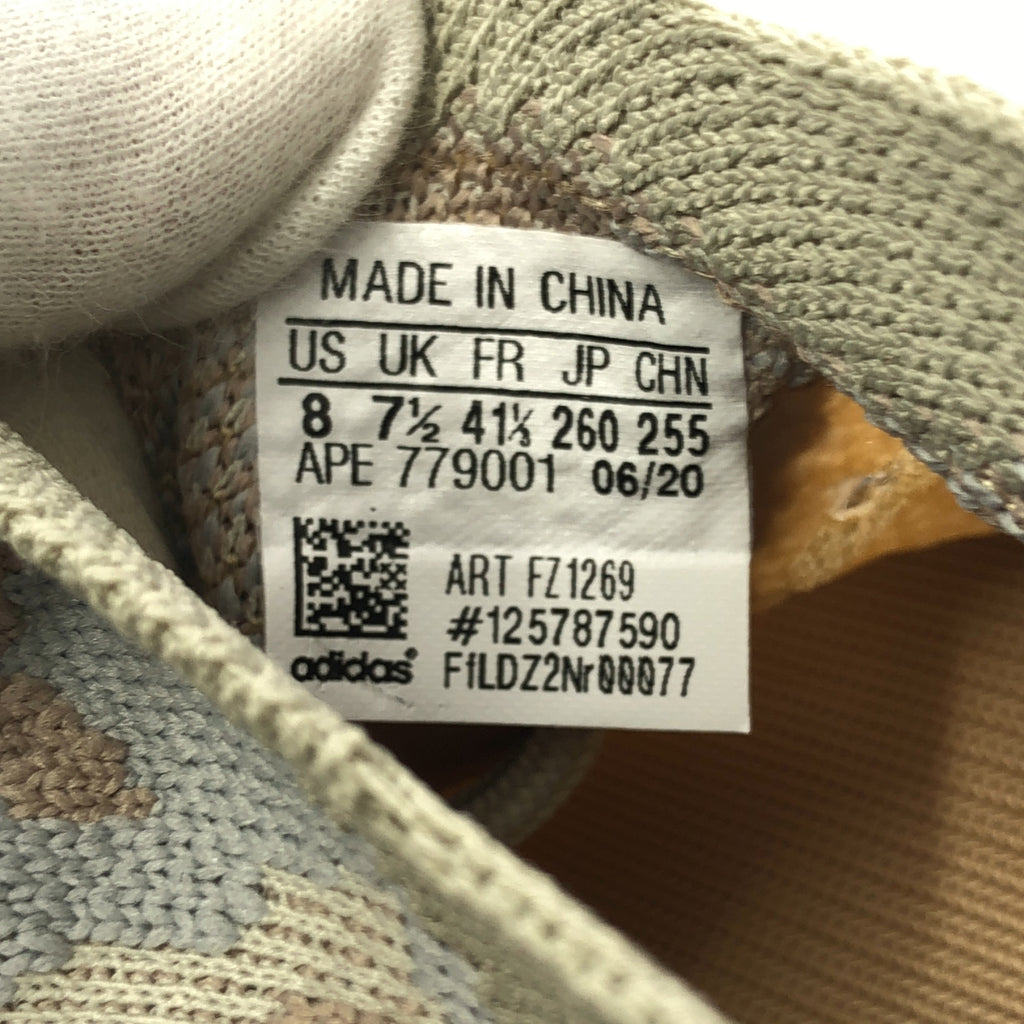 MADE IN CHINA
US UK FR JP CHN
8 7½ 41⅓ 260 255
APE 779001 06/20
ART FZ1269
#125787590
adidas®
FfLDZ2Nr00077